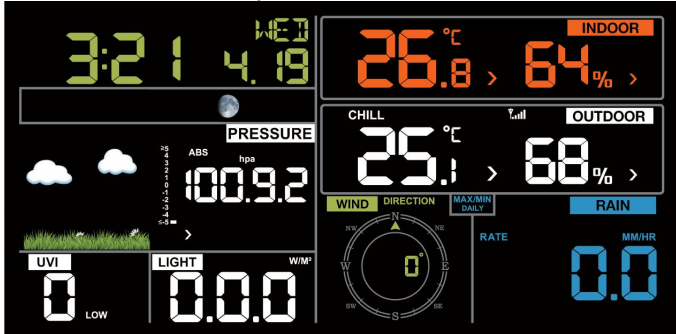 WED
3:21 4.19
PRESSURE
≥5
4
3
2
1
0
-1
-2
-3
-4
≤-5
ABS
hpa
100.9.2
UVI
0
LOW
LIGHT
W/M²
0.0.0
INDOOR
26.8 °C 64%
CHILL
OUTDOOR
25.1 °C 68%
WIND
DIRECTION
MAX/MIN
DAILY
N
NE
E
SE
S
SW
W
NW
0°
RAIN
RATE
MM/HR
0.0